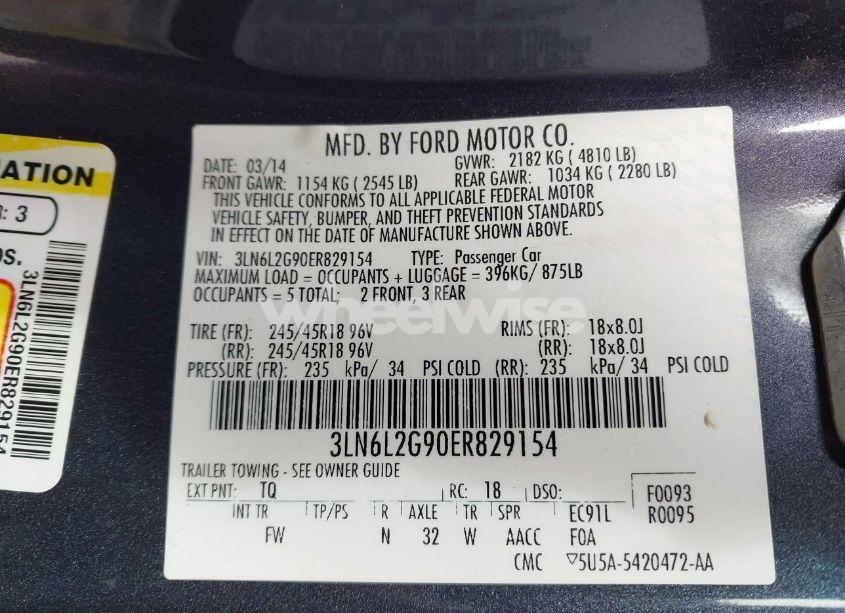 MATION
R: 3
os.
3LN6L2G90ER829154
MFD. BY FORD MOTOR CO.
DATE: 03/14 GVWR: 2182 KG ( 4810 LB)
FRONT GAWR: 1154 KG ( 2545 LB) REAR GAWR: 1034 KG ( 2280 LB)
THIS VEHICLE CONFORMS TO ALL APPLICABLE FEDERAL MOTOR
VEHICLE SAFETY, BUMPER, AND THEFT PREVENTION STANDARDS
IN EFFECT ON THE DATE OF MANUFACTURE SHOWN ABOVE.
VIN: 3LN6L2G90ER829154 TYPE: Passenger Car
MAXIMUM LOAD = OCCUPANTS + LUGGAGE = 396KG/ 875LB
OCCUPANTS = 5 TOTAL; 2 FRONT, 3 REAR
wheelwise
TIRE (FR): 245/45R18 96V RIMS (FR): 18x8.0J
(RR): 245/45R18 96V (RR): 18x8.0J
PRESSURE (FR): 235 kPa/ 34 PSI COLD (RR): 235 kPa/ 34 PSI COLD
3LN6L2G90ER829154
TRAILER TOWING - SEE OWNER GUIDE
EXT PNT: TQ RC: 18 DSO: F0093
INT TR TP/PS R AXLE TR SPR EC91L R0095
FW N 32 W AACC FOA
CMC ▽5U5A-5420472-AA